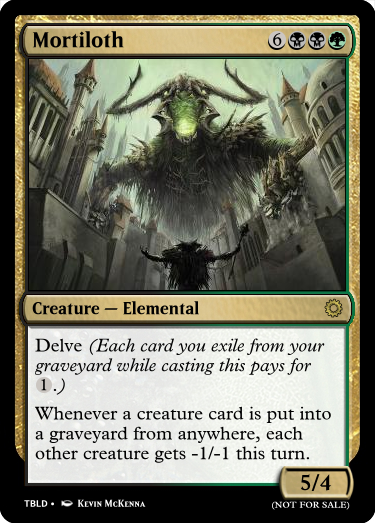 Mortiloth 6
Creature — Elemental
Delve (Each card you exile from your
graveyard while casting this pays for
1.)
Whenever a creature card is put into
a graveyard from anywhere, each
other creature gets -1/-1 this turn.
5/4
TBLD • Kevin McKenna
(NOT FOR SALE)